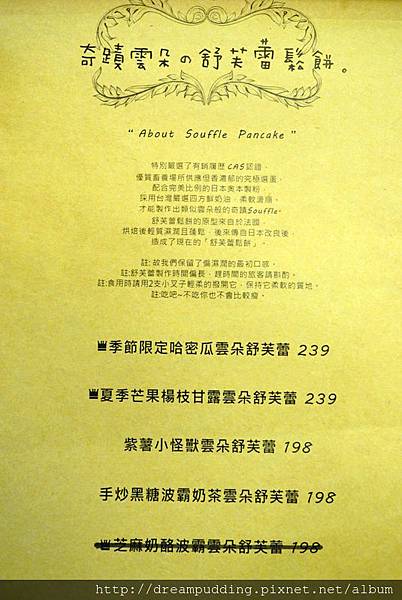 奇蹟雲朵の舒芙蕾鬆餅。
“ About Souffle Pancake ”
特別嚴選了有銷履歷CAS認證，
優質畜養場所供應但香濃郁的究極選蛋，
配合完美比例的日本奧本製粉，
採用台灣嚴選四方鮮奶油，柔軟滑順。
才能製作出類似雲朵般的奇蹟Souffle。
舒芙蕾鬆餅的原型來自於法國，
烘焙後輕質濕潤且蓬鬆，後來傳自日本改良後，
造成了現在的「舒芙蕾鬆餅」。
註：故我們保留了偏濕潤的最初口感。
註:舒芙蕾製作時間偏長，趕時間的旅客請斟酌。
註:食用時請用2支小叉子輕柔的撥開它，保持它柔軟的質地。
註:吃吧~不吃你也不會比較瘦。
季節限定哈密瓜雲朵舒芙蕾 239
夏季芒果楊枝甘露雲朵舒芙蕾 239
紫薯小怪獸雲朵舒芙蕾 198
手炒黑糖波霸奶茶雲朵舒芙蕾 198
芝麻奶酪波霸雲朵舒芙蕾 198
http://dreampudding.pixnet.net/album